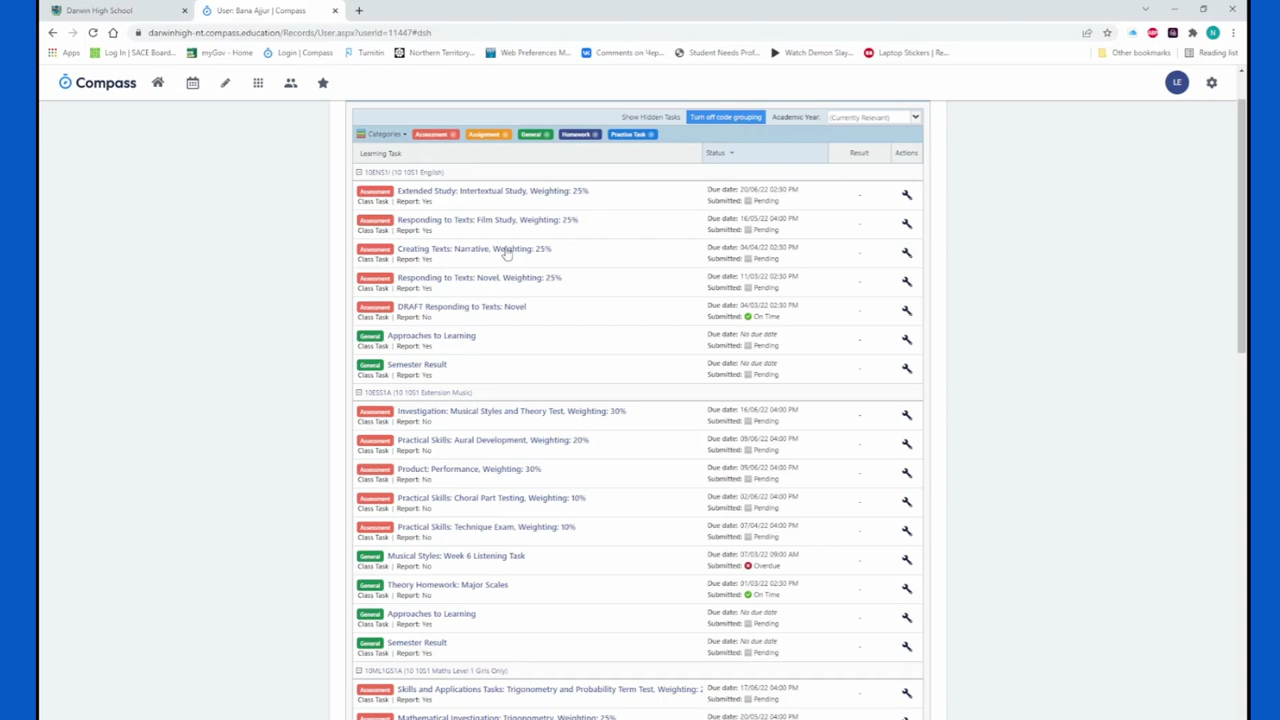 Darwin High School
User: Bana Ajjur | Compass
darwinhigh-nt.compass.education/Records/User.aspx?userId=11447#dsh
Apps
Log In | SACE Board...
myGov - Home
Login | Compass
Turnitin
Northern Territory...
Web Preferences M...
Comments on Чер...
Student Needs Prof...
Watch Demon Slay...
Laptop Stickers | Re...
Other bookmarks
Reading list
Compass
LE
Show Hidden Tasks Turn off code grouping Academic Year: (Currently Relevant)
Categories Assessment Assignment General Homework Practice Task
Learning Task Status Result Actions
10ENS1I (10 10S1 English)
Assessment Extended Study: Intertextual Study, Weighting: 25% Due date: 20/06/22 02:30 PM -
Class Task | Report: Yes Submitted: Pending
Assessment Responding to Texts: Film Study, Weighting: 25% Due date: 16/05/22 04:00 PM -
Class Task | Report: Yes Submitted: Pending
Assessment Creating Texts: Narrative, Weighting: 25% Due date: 04/04/22 02:30 PM -
Class Task | Report: Yes Submitted: Pending
Assessment Responding to Texts: Novel, Weighting: 25% Due date: 11/03/22 02:30 PM -
Class Task | Report: Yes Submitted: Pending
Assessment DRAFT Responding to Texts: Novel Due date: 04/03/22 02:30 PM -
Class Task | Report: No Submitted: On Time
General Approaches to Learning Due date: No due date -
Class Task | Report: Yes Submitted: Pending
General Semester Result Due date: No due date -
Class Task | Report: Yes Submitted: Pending
10ESS1A (10 10S1 Extension Music)
Assessment Investigation: Musical Styles and Theory Test, Weighting: 30% Due date: 16/06/22 04:00 PM -
Class Task | Report: No Submitted: Pending
Assessment Practical Skills: Aural Development, Weighting: 20% Due date: 09/06/22 04:00 PM -
Class Task | Report: No Submitted: Pending
Assessment Product: Performance, Weighting: 30% Due date: 09/06/22 04:00 PM -
Class Task | Report: No Submitted: Pending
Assessment Practical Skills: Choral Part Testing, Weighting: 10% Due date: 02/06/22 04:00 PM -
Class Task | Report: No Submitted: Pending
Assessment Practical Skills: Technique Exam, Weighting: 10% Due date: 07/04/22 04:00 PM -
Class Task | Report: No Submitted: Pending
General Musical Styles: Week 6 Listening Task Due date: 07/03/22 09:00 AM -
Class Task | Report: No Submitted: Overdue
General Theory Homework: Major Scales Due date: 01/03/22 02:30 PM -
Class Task | Report: No Submitted: On Time
General Approaches to Learning Due date: No due date -
Class Task | Report: Yes Submitted: Pending
General Semester Result Due date: No due date -
Class Task | Report: Yes Submitted: Pending
10ML1GS1A (10 10S1 Maths Level 1 Girls Only)
Assessment Skills and Applications Tasks: Trigonometry and Probability Term Test, Weighting: 2 Due date: 17/06/22 04:00 PM -
Class Task | Report: Yes Submitted: Pending
Assessment Mathematical Investigation: Trigonometry, Weighting: 25%